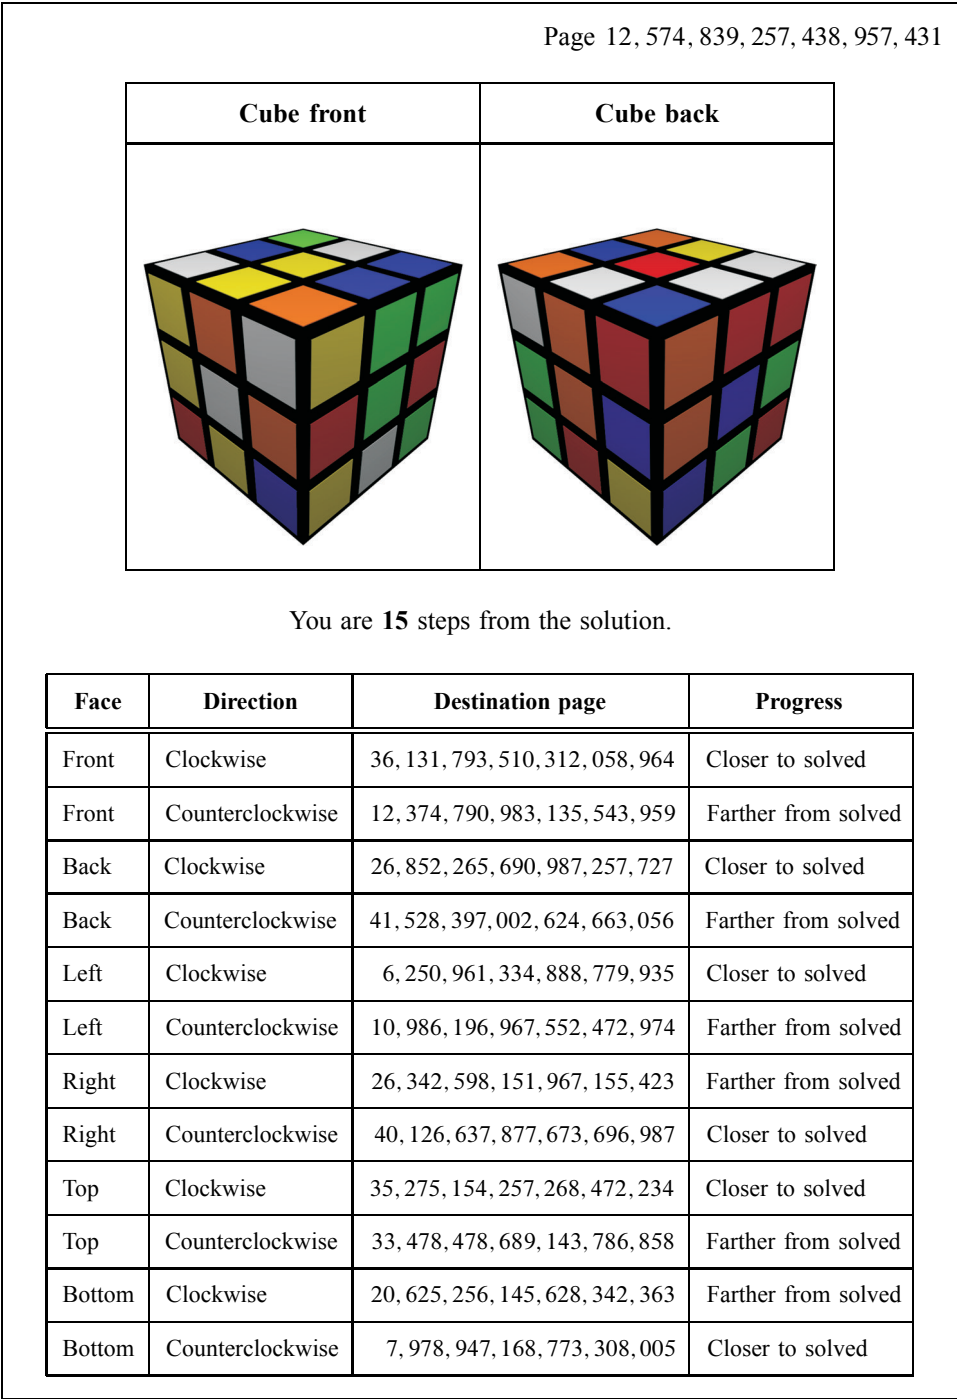 Page 12, 574, 839, 257, 438, 957, 431
Cube front Cube back
You are 15 steps from the solution.
Face Direction Destination page Progress
Front Clockwise 36, 131, 793, 510, 312, 058, 964 Closer to solved
Front Counterclockwise 12, 374, 790, 983, 135, 543, 959 Farther from solved
Back Clockwise 26, 852, 265, 690, 987, 257, 727 Closer to solved
Back Counterclockwise 41, 528, 397, 002, 624, 663, 056 Farther from solved
Left Clockwise 6, 250, 961, 334, 888, 779, 935 Closer to solved
Left Counterclockwise 10, 986, 196, 967, 552, 472, 974 Farther from solved
Right Clockwise 26, 342, 598, 151, 967, 155, 423 Farther from solved
Right Counterclockwise 40, 126, 637, 877, 673, 696, 987 Closer to solved
Top Clockwise 35, 275, 154, 257, 268, 472, 234 Closer to solved
Top Counterclockwise 33, 478, 478, 689, 143, 786, 858 Farther from solved
Bottom Clockwise 20, 625, 256, 145, 628, 342, 363 Farther from solved
Bottom Counterclockwise 7, 978, 947, 168, 773, 308, 005 Closer to solved